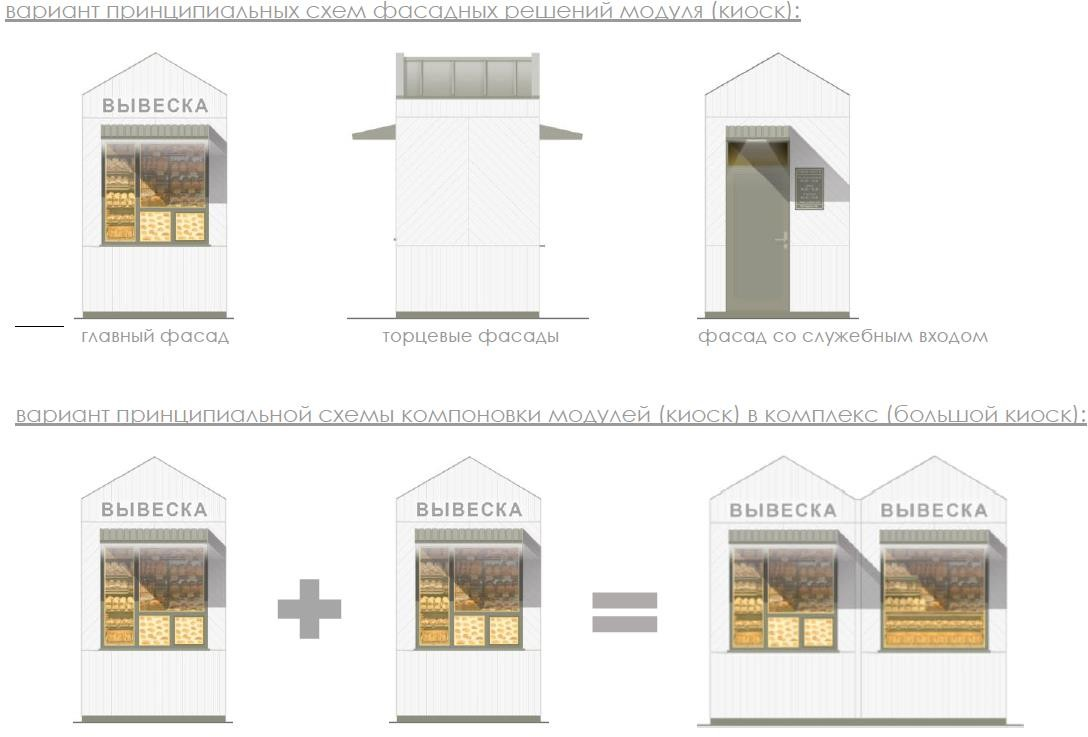 вариант принципиальных схем фасадных решений модуля (киоск):
ВЫВЕСКА
главный фасад
торцевые фасады
фасад со служебным входом
вариант принципиальной схемы компоновки модулей (киоск) в комплекс (большой киоск):
ВЫВЕСКА
ВЫВЕСКА
ВЫВЕСКА
ВЫВЕСКА